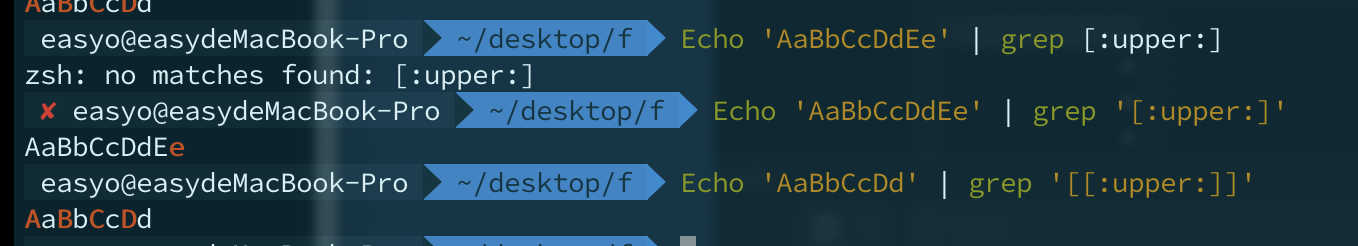 AaBbCcDd
easyo@easydeMacBook-Pro ~/desktop/f Echo 'AaBbCcDdEe' | grep [:upper:]
zsh: no matches found: [:upper:]
✘ easyo@easydeMacBook-Pro ~/desktop/f Echo 'AaBbCcDdEe' | grep '[:upper:]'
AaBbCcDdEe
easyo@easydeMacBook-Pro ~/desktop/f Echo 'AaBbCcDd' | grep '[[:upper:]]'
AaBbCcDd